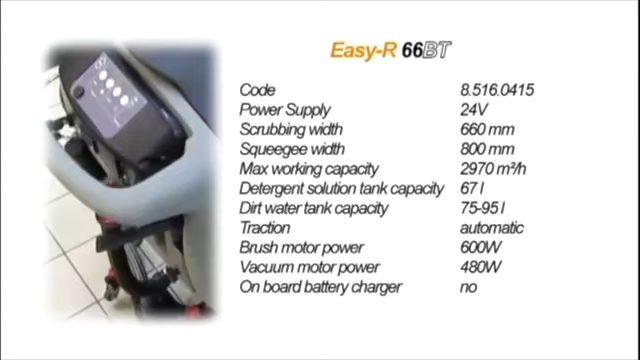 Easy-R 66BT
Code 8.516.0415
Power Supply 24V
Scrubbing width 660 mm
Squeegee width 800 mm
Max working capacity 2970 m²/h
Detergent solution tank capacity 67 l
Dirt water tank capacity 75-95 l
Traction automatic
Brush motor power 600W
Vacuum motor power 480W
On board battery charger no